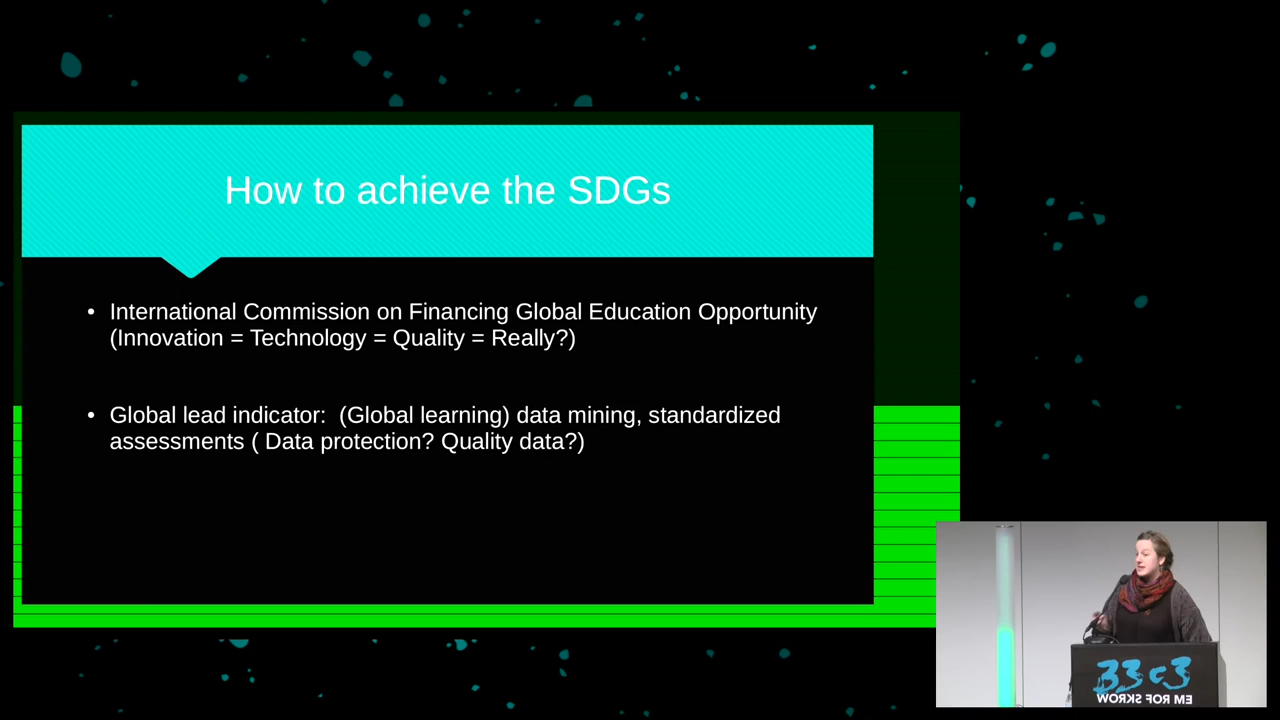 How to achieve the SDGs
• International Commission on Financing Global Education Opportunity
(Innovation = Technology = Quality = Really?)
• Global lead indicator:  (Global learning) data mining, standardized
assessments ( Data protection? Quality data?)
33c3
WORKS FOR ME